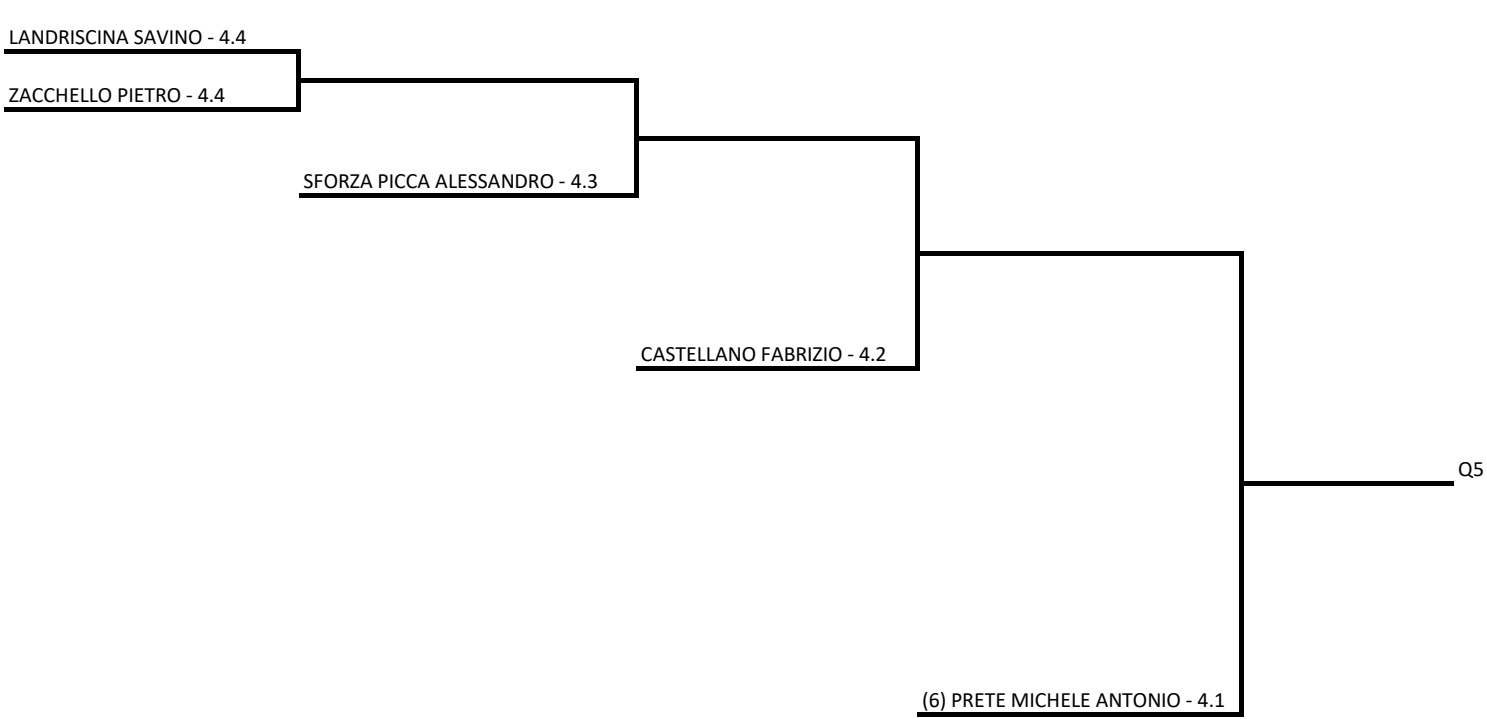 LANDRISCINA SAVINO - 4.4
ZACCHELLO PIETRO - 4.4
SFORZA PICCA ALESSANDRO - 4.3
CASTELLANO FABRIZIO - 4.2
Q5
(6) PRETE MICHELE ANTONIO - 4.1